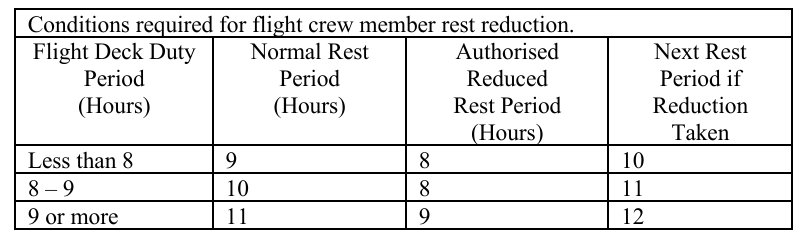 Conditions required for flight crew member rest reduction.
Flight Deck Duty Period (Hours) Normal Rest Period (Hours) Authorised Reduced Rest Period (Hours) Next Rest Period if Reduction Taken
Less than 8 9 8 10
8 – 9 10 8 11
9 or more 11 9 12